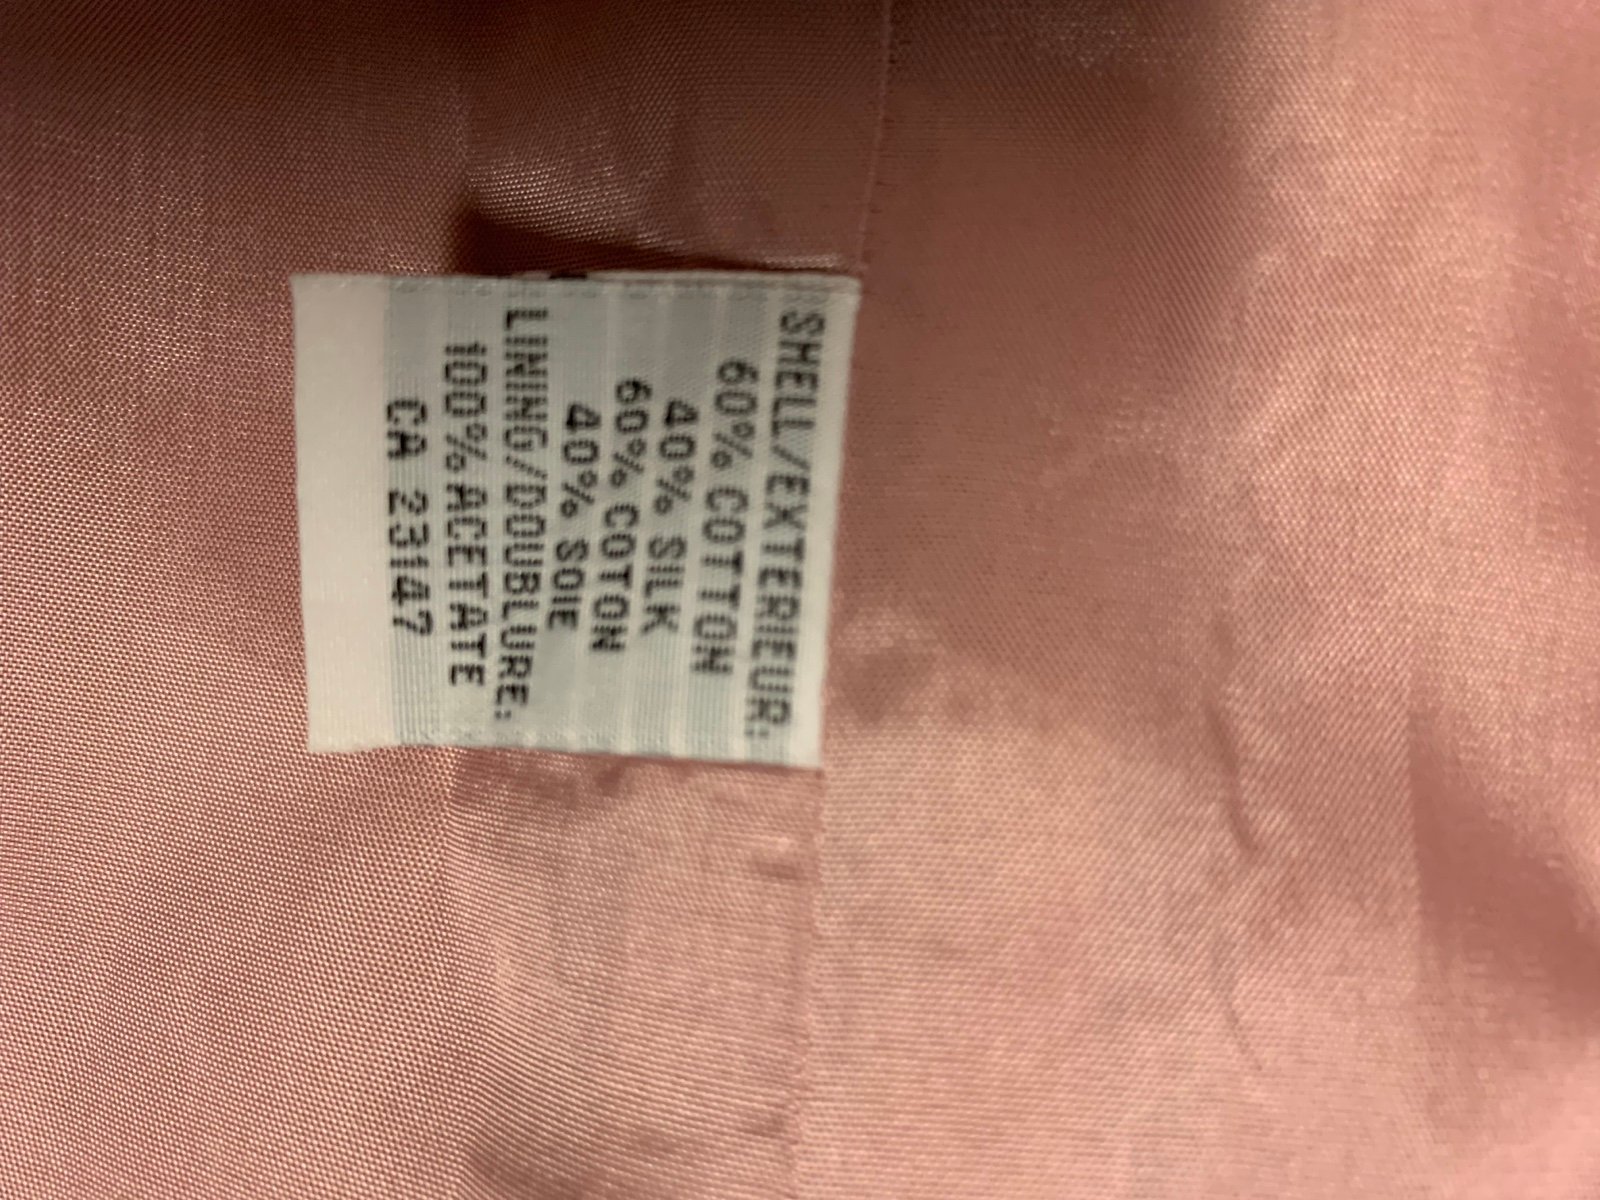 SHELL/EXTERIEUR:
60% COTTON
40% SILK
60% COTON
40% SOIE
LINING/DOUBLURE:
100% ACETATE
CA 23147